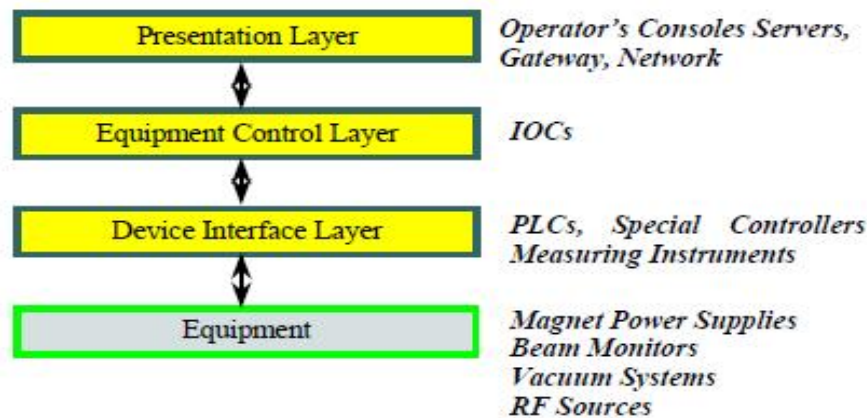 Presentation Layer
Operator's Consoles Servers,
Gateway, Network
Equipment Control Layer
IOCs
Device Interface Layer
PLCs, Special Controllers
Measuring Instruments
Equipment
Magnet Power Supplies
Beam Monitors
Vacuum Systems
RF Sources